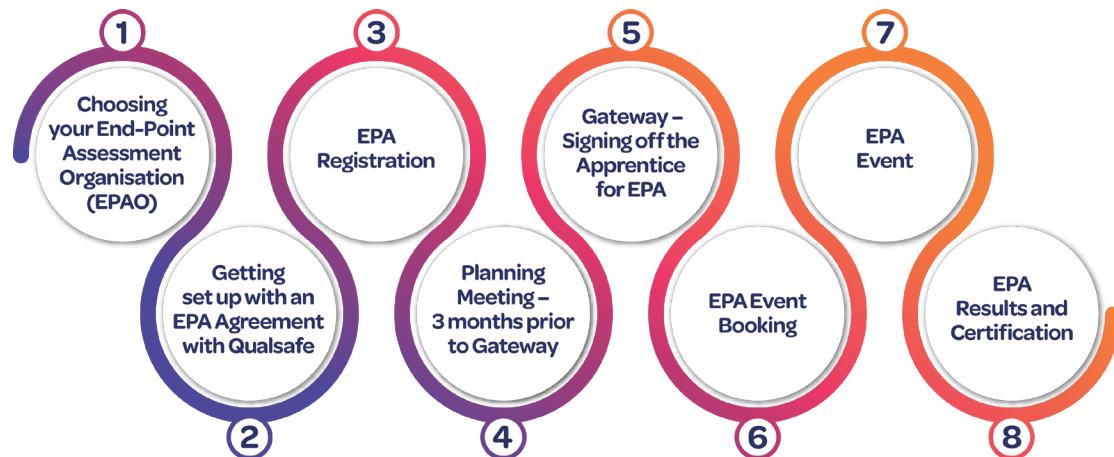 1
Choosing
your End-Point
Assessment
Organisation
(EPAO)
2
Getting
set up with an
EPA Agreement
with Qualsafe
3
EPA
Registration
4
Planning
Meeting –
3 months prior
to Gateway
5
Gateway –
Signing off the
Apprentice
for EPA
6
EPA Event
Booking
7
EPA
Event
8
EPA
Results and
Certification